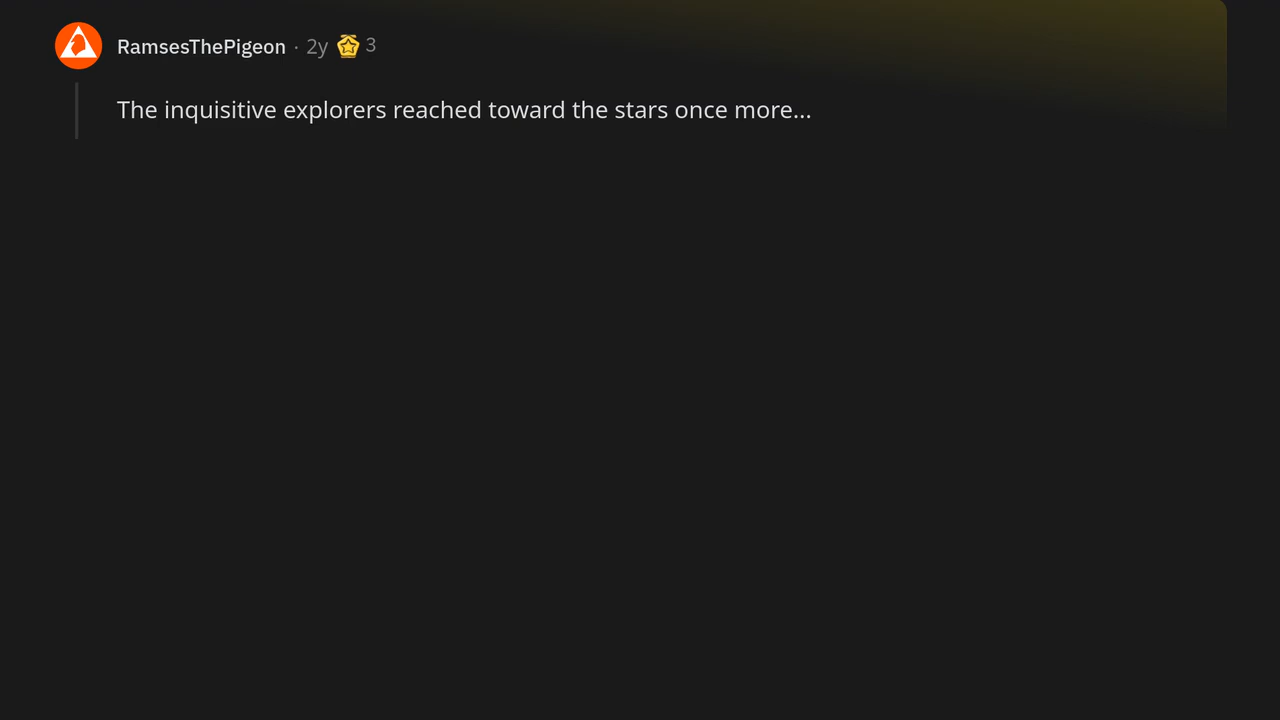 RamsesThePigeon · 2y 3
The inquisitive explorers reached toward the stars once more...